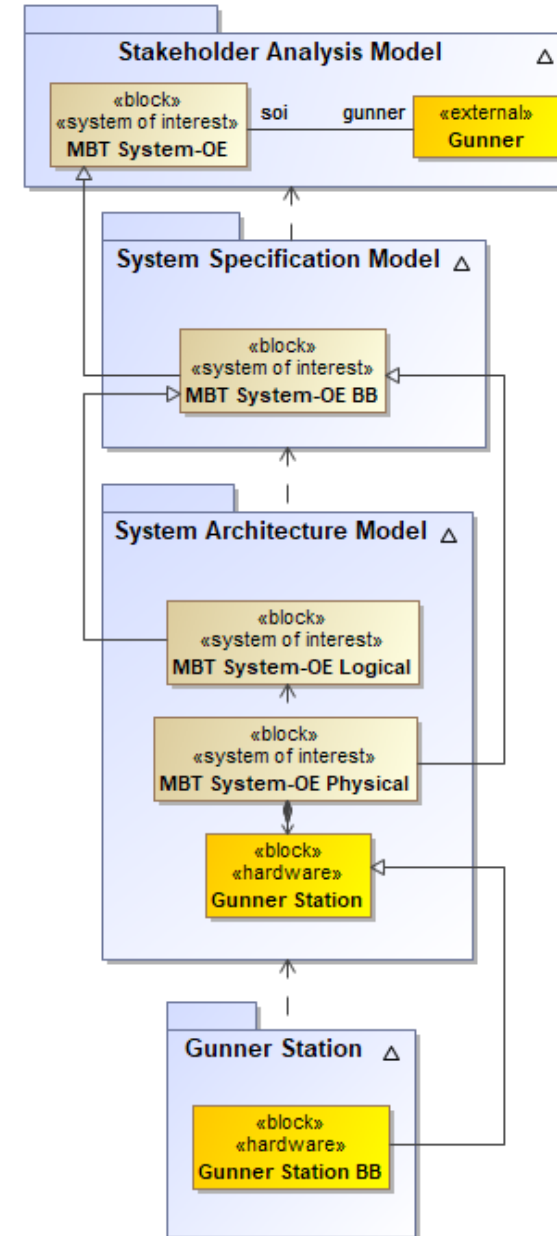 Stakeholder Analysis Model
«block»
«system of interest»
MBT System-OE
soi
gunner
«external»
Gunner
System Specification Model
«block»
«system of interest»
MBT System-OE BB
System Architecture Model
«block»
«system of interest»
MBT System-OE Logical
«block»
«system of interest»
MBT System-OE Physical
«block»
«hardware»
Gunner Station
Gunner Station
«block»
«hardware»
Gunner Station BB